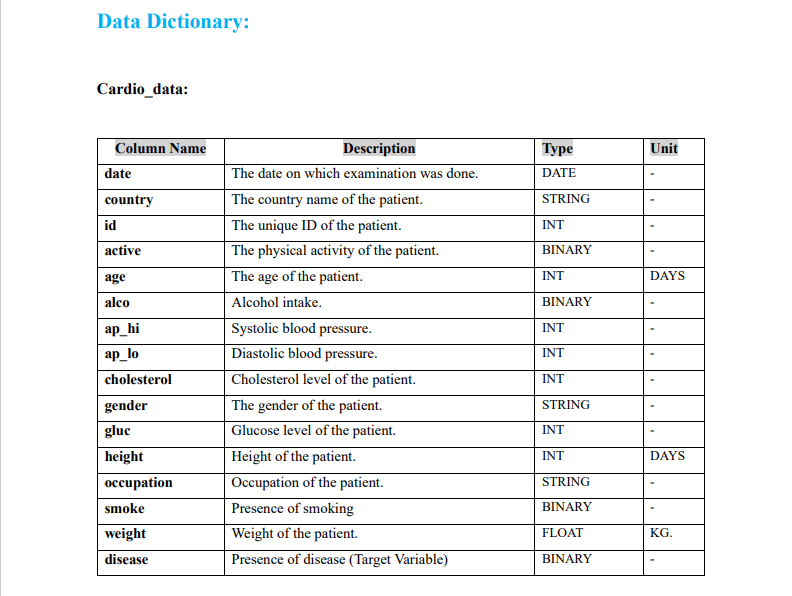 Data Dictionary:
Cardio_data:
Column Name Description Type Unit
date The date on which examination was done. DATE -
country The country name of the patient. STRING -
id The unique ID of the patient. INT -
active The physical activity of the patient. BINARY -
age The age of the patient. INT DAYS
alco Alcohol intake. BINARY -
ap_hi Systolic blood pressure. INT -
ap_lo Diastolic blood pressure. INT -
cholesterol Cholesterol level of the patient. INT -
gender The gender of the patient. STRING -
gluc Glucose level of the patient. INT -
height Height of the patient. INT DAYS
occupation Occupation of the patient. STRING -
smoke Presence of smoking BINARY -
weight Weight of the patient. FLOAT KG.
disease Presence of disease (Target Variable) BINARY -